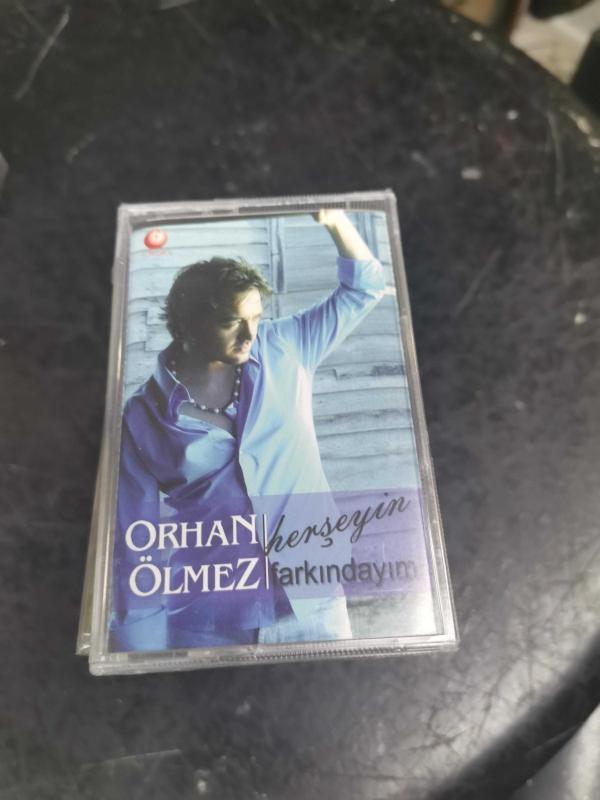 ORHAN
ÖLMEZ
herşeyin
farkındayım